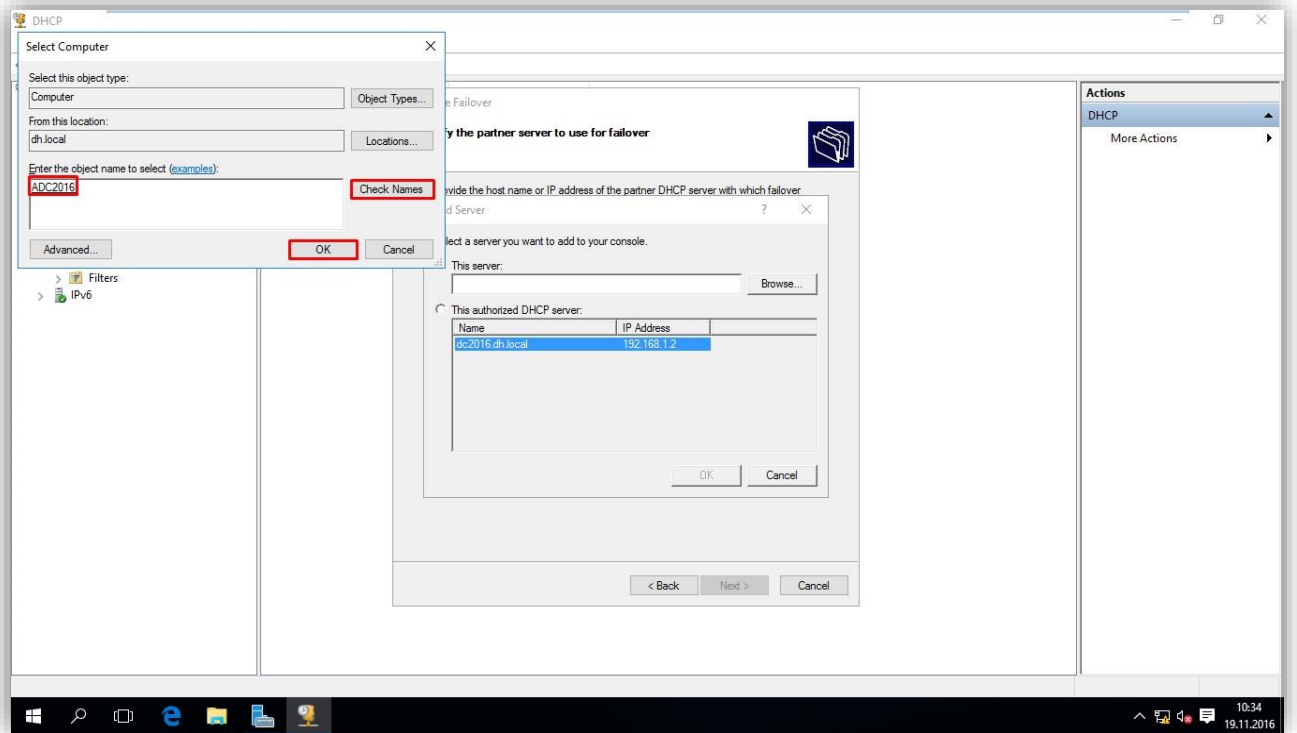 DHCP
Select Computer
Select this object type:
Computer
Object Types...
From this location:
dh.local
Locations...
Enter the object name to select (examples):
ADC2016
Check Names
Advanced...
OK
Cancel
Filters
IPv6
e Failover
y the partner server to use for failover
ovide the host name or IP address of the partner DHCP server with which failover
d Server
lect a server you want to add to your console.
This server:
Browse...
This authorized DHCP server:
Name IP Address
dc2016.dh.local 192.168.1.2
OK Cancel
< Back Next > Cancel
Actions
DHCP
More Actions
10:34
19.11.2016